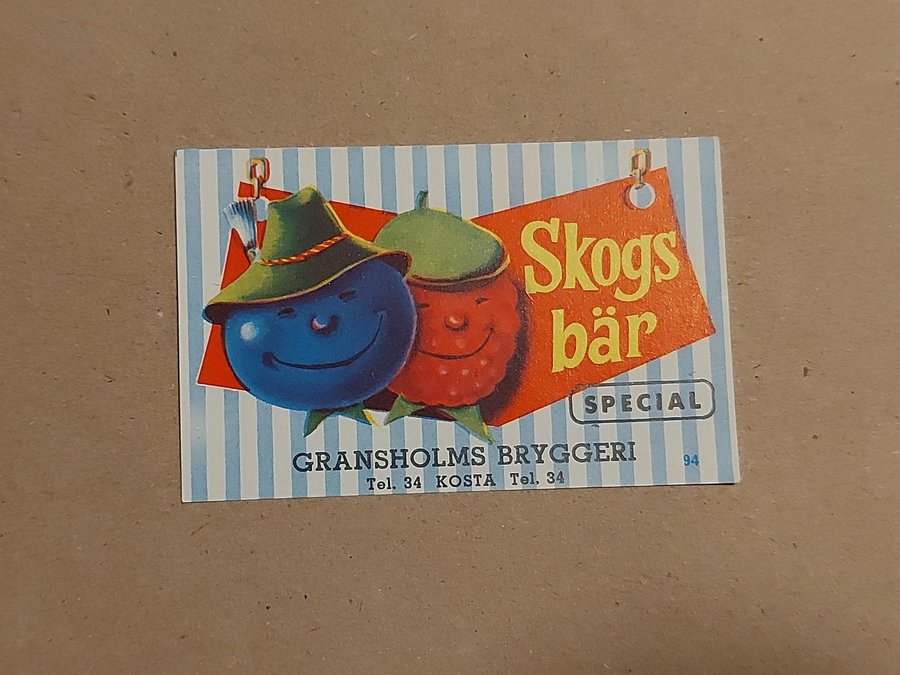 Skogs
bär
SPECIAL
GRANSHOLMS BRYGGERI
94
Tel. 34 KOSTA Tel. 34